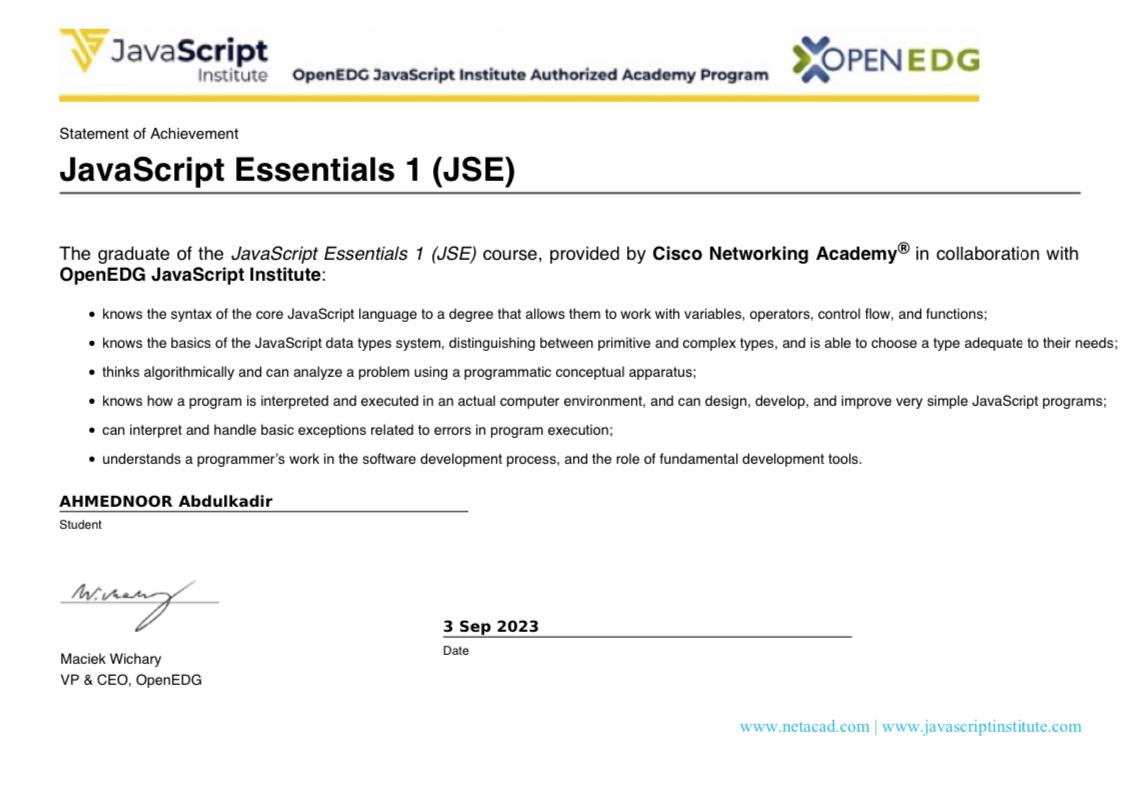 JavaScript
Institute
OpenEDG JavaScript Institute Authorized Academy Program
OPENEDG
Statement of Achievement
JavaScript Essentials 1 (JSE)
The graduate of the JavaScript Essentials 1 (JSE) course, provided by Cisco Networking Academy® in collaboration with
OpenEDG JavaScript Institute:
• knows the syntax of the core JavaScript language to a degree that allows them to work with variables, operators, control flow, and functions;
• knows the basics of the JavaScript data types system, distinguishing between primitive and complex types, and is able to choose a type adequate to their needs;
• thinks algorithmically and can analyze a problem using a programmatic conceptual apparatus;
• knows how a program is interpreted and executed in an actual computer environment, and can design, develop, and improve very simple JavaScript programs;
• can interpret and handle basic exceptions related to errors in program execution;
• understands a programmer's work in the software development process, and the role of fundamental development tools.
AHMEDNOOR Abdulkadir
Student
W.chary
3 Sep 2023
Date
Maciek Wichary
VP & CEO, OpenEDG
www.netacad.com | www.javascriptinstitute.com